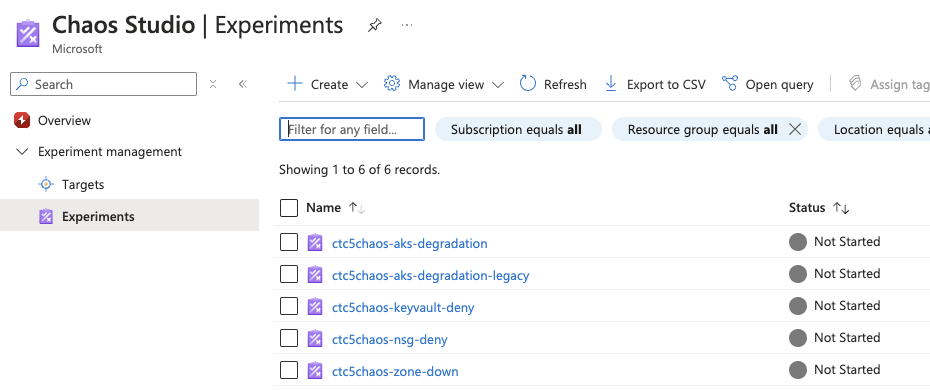 Chaos Studio | Experiments
Microsoft
Search
Create Manage view Refresh Export to CSV Open query Assign tag
Overview
Filter for any field... Subscription equals all Resource group equals all Location equals
Experiment management
Showing 1 to 6 of 6 records.
Targets
Name Status
Experiments
ctc5chaos-aks-degradation Not Started
ctc5chaos-aks-degradation-legacy Not Started
ctc5chaos-keyvault-deny Not Started
ctc5chaos-nsg-deny Not Started
ctc5chaos-zone-down Not Started